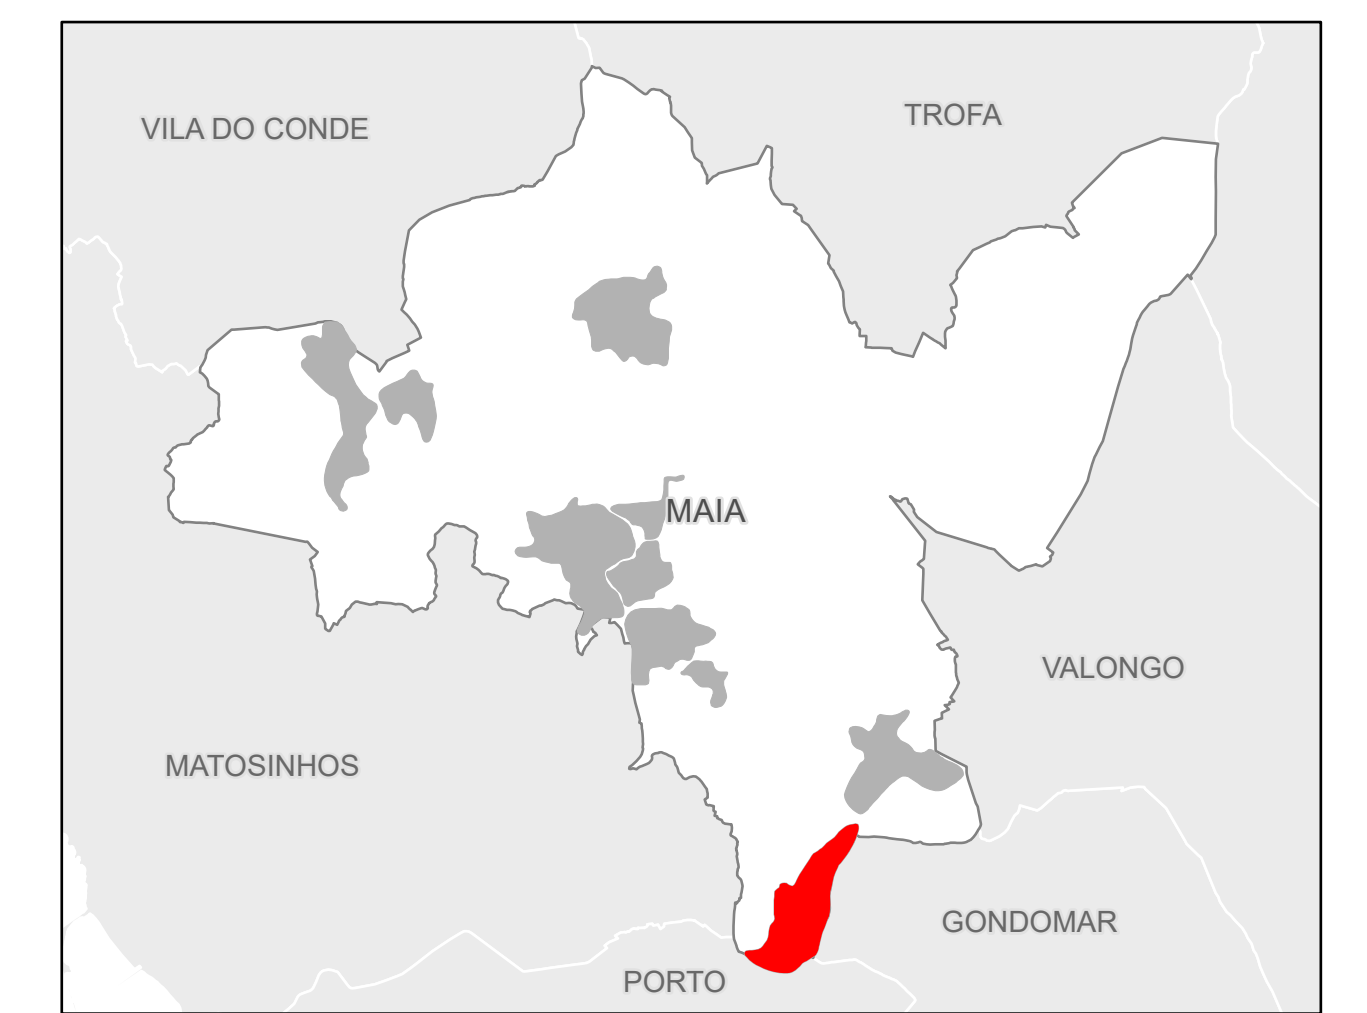 TROFA
VILA DO CONDE
MAIA
VALONGO
MATOSINHOS
GONDOMAR
PORTO